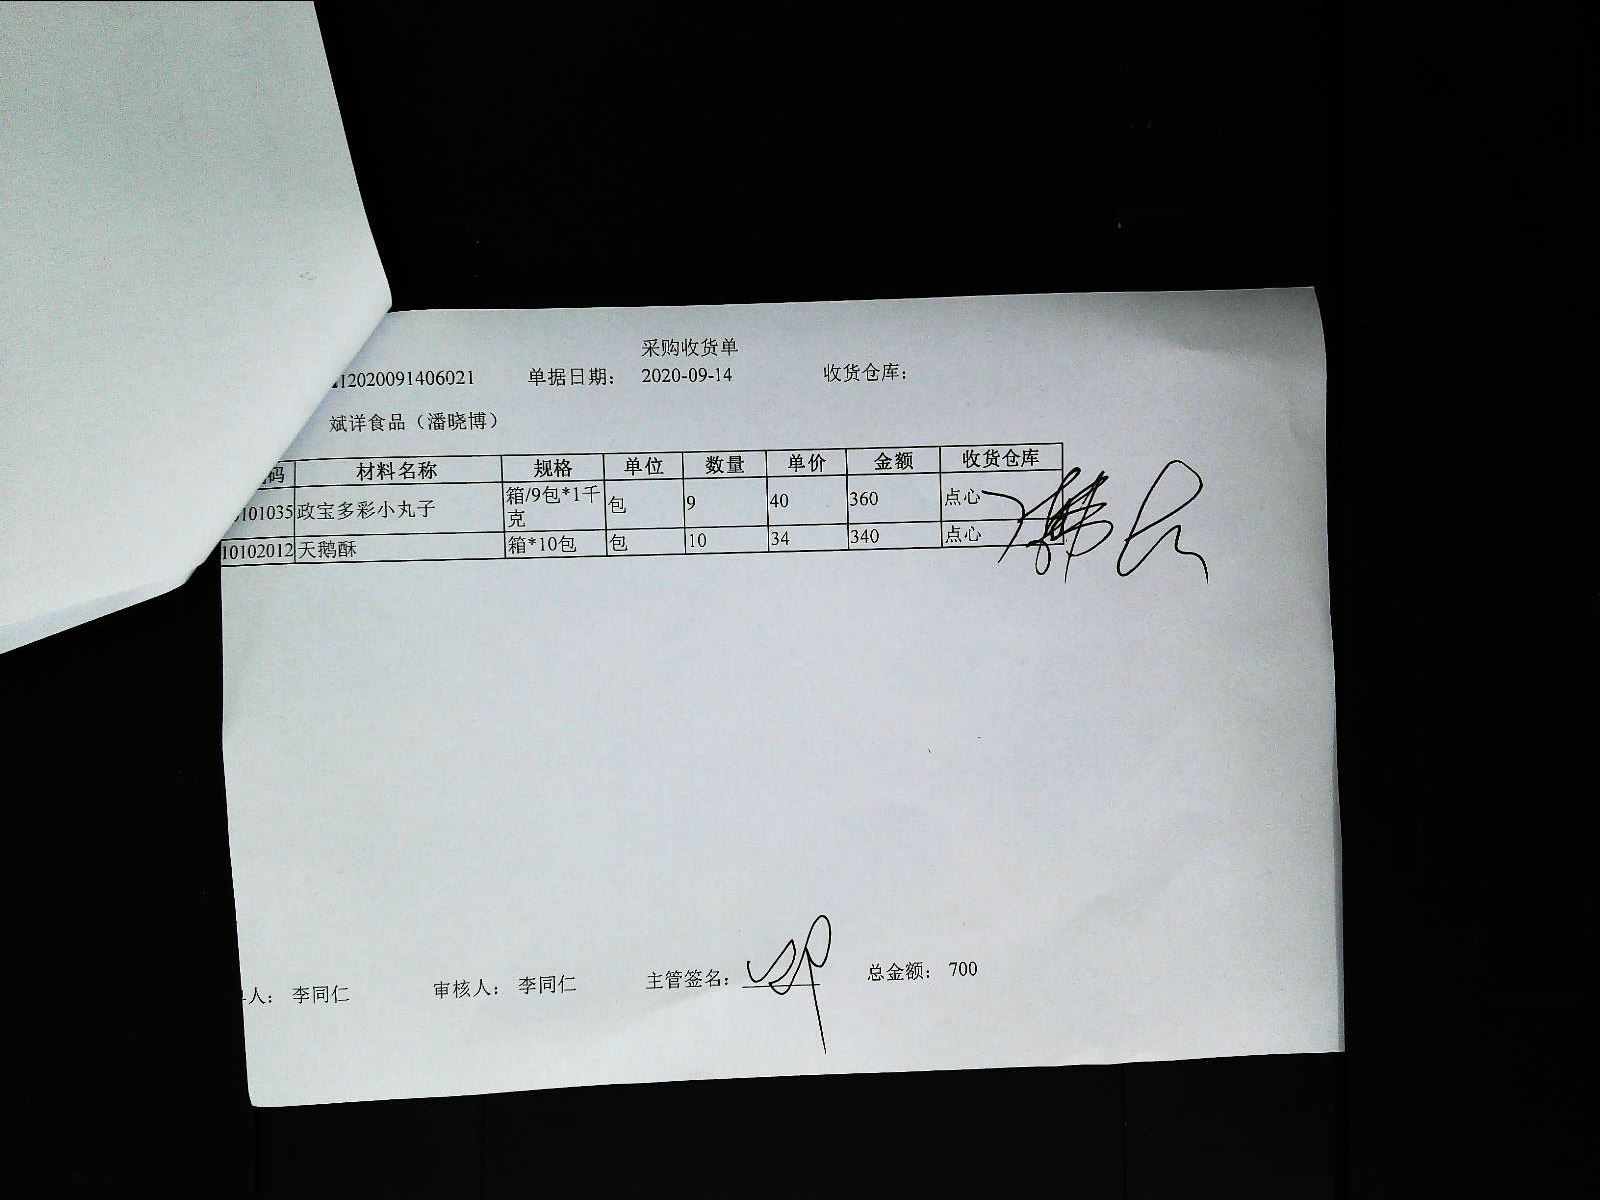 采购收货单
12020091406021 单据日期： 2020-09-14 收货仓库：
斌洋食品（潘晓博）
码 材料名称 规格 单位 数量 单价 金额 收货仓库
101035 政宝多彩小丸子 箱/9包*1千克 包 9 40 360 点心
10102012 天鹅酥 箱*10包 包 10 34 340 点心
人： 李同仁 审核人： 李同仁 主管签名： 总金额： 700